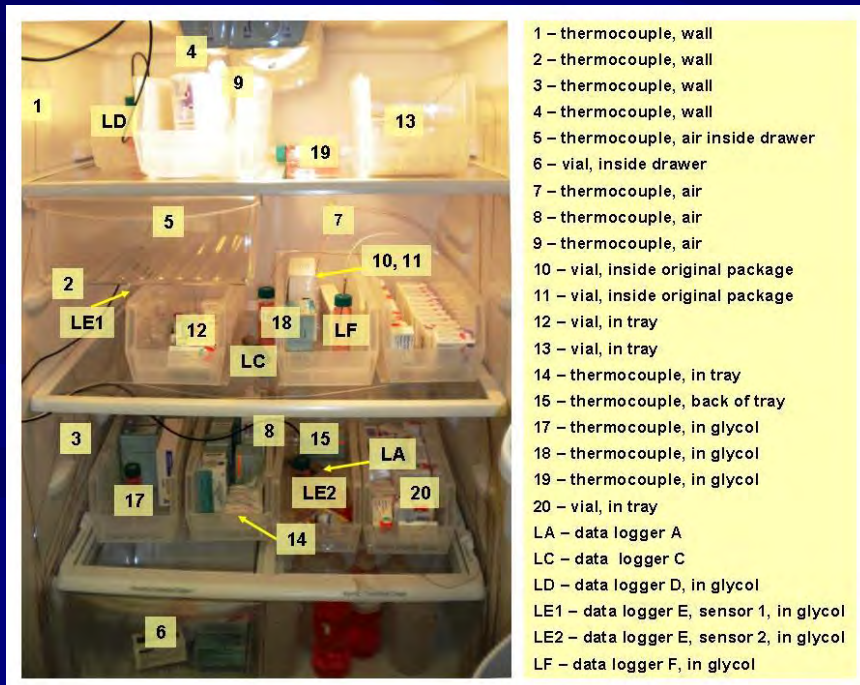 1 – thermocouple, wall
2 – thermocouple, wall
3 – thermocouple, wall
4 – thermocouple, wall
5 – thermocouple, air inside drawer
6 – vial, inside drawer
7 – thermocouple, air
8 – thermocouple, air
9 – thermocouple, air
10 – vial, inside original package
11 – vial, inside original package
12 – vial, in tray
13 – vial, in tray
14 – thermocouple, in tray
15 – thermocouple, back of tray
17 – thermocouple, in glycol
18 – thermocouple, in glycol
19 – thermocouple, in glycol
20 – vial, in tray
LA – data logger A
LC – data  logger C
LD – data logger D, in glycol
LE1 – data logger E, sensor 1, in glycol
LE2 – data logger E, sensor 2, in glycol
LF – data logger F, in glycol
4
9
1
LD
13
19
5
7
10, 11
2
LE1
12
18
LF
LC
3
8
15
LA
17
LE2
20
14
6